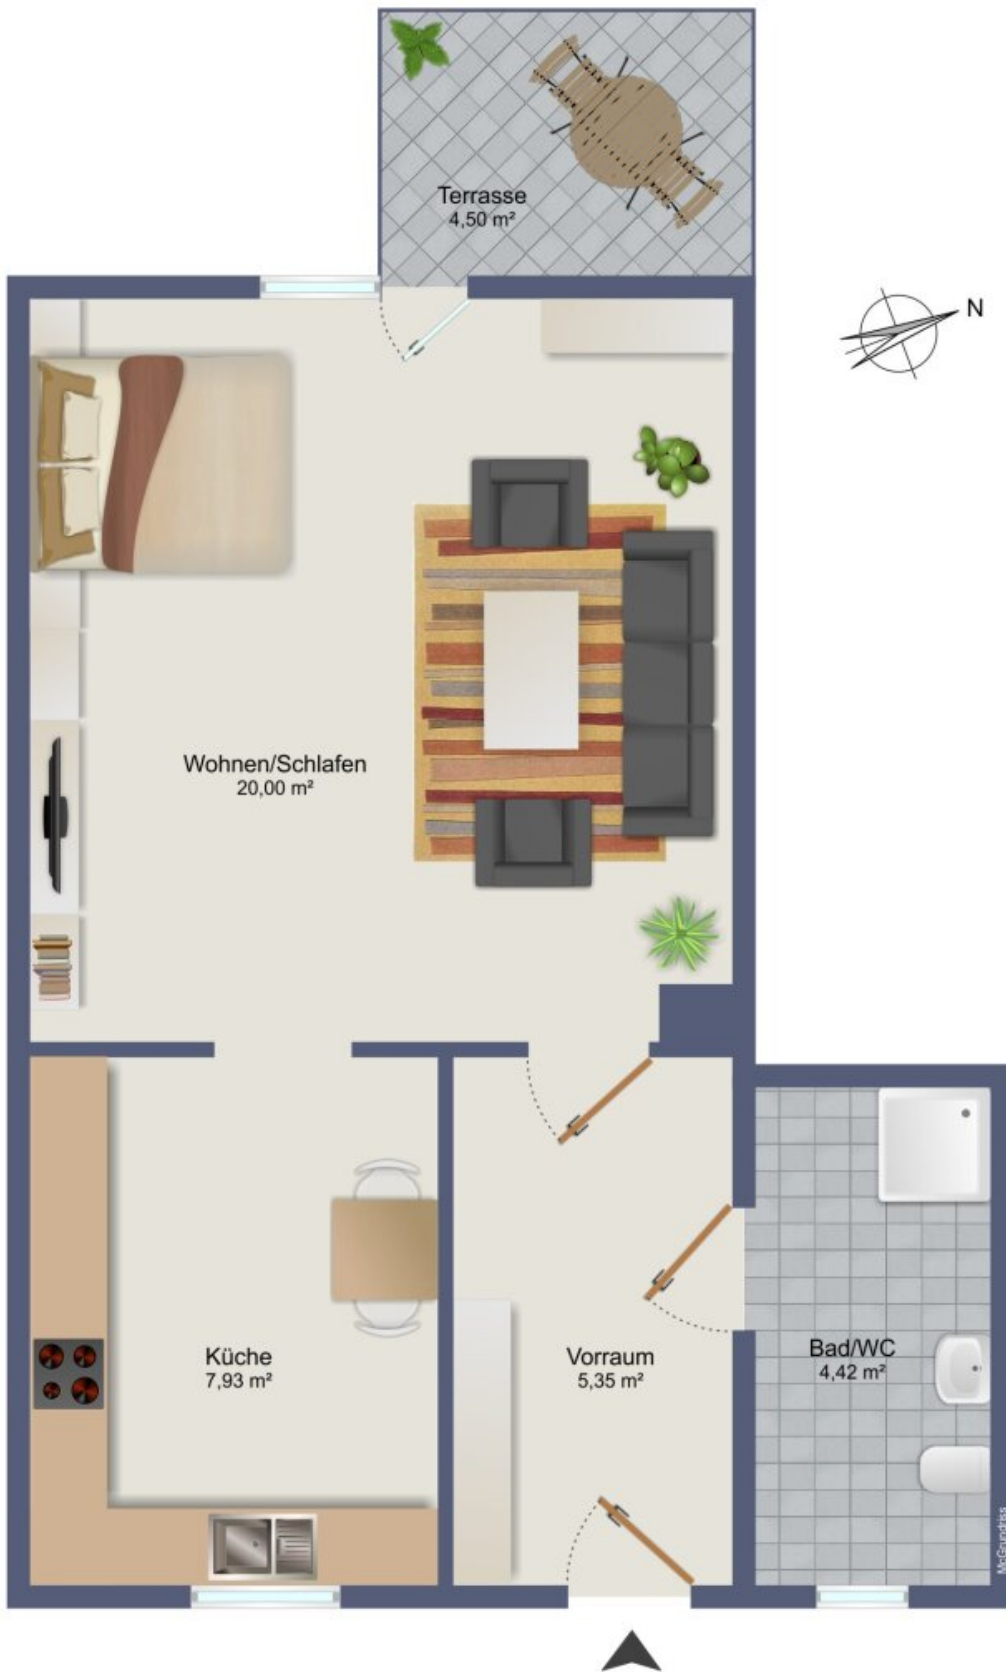 Terrasse
4,50 m²
N
Wohnen/Schlafen
20,00 m²
Küche
7,93 m²
Vorraum
5,35 m²
Bad/WC
4,42 m²
McGrundriss